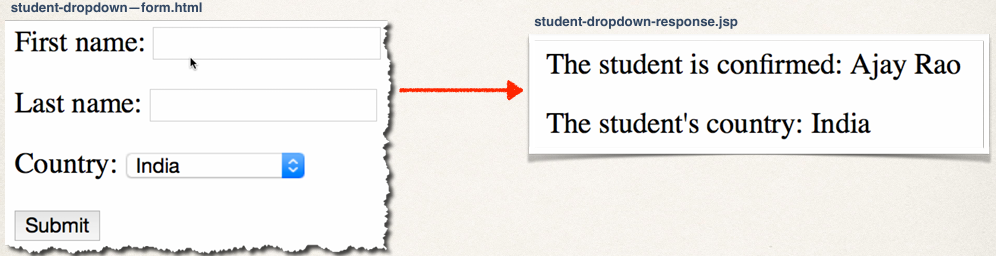 student-dropdown—form.html
First name:
Last name:
Country: India
Submit
student-dropdown-response.jsp
The student is confirmed: Ajay Rao
The student's country: India